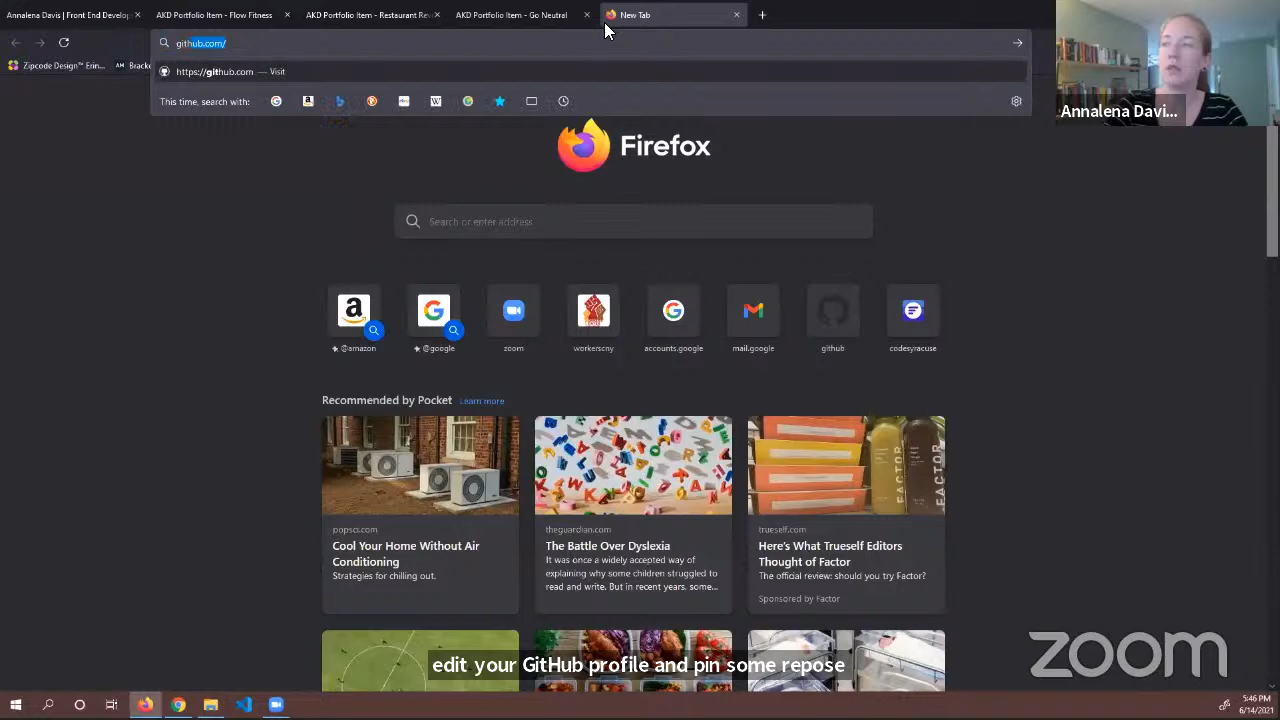 Annalena Davis | Front End Develop
AKD Portfolio Item - Flow Fitness
AKD Portfolio Item - Restaurant Rev
AKD Portfolio Item - Go Neutral
New Tab
github.com/
Zipcode Design™ Erin...
AM Bracke
https://github.com — Visit
This time, search with:
Annalena Davi...
Firefox
Search or enter address
@amazon
@google
zoom
workerscny
accounts.google
mail.google
github
codesyracuse
Recommended by Pocket
Learn more
FACTOR
FACTOR
popsci.com
Cool Your Home Without Air
Conditioning
Strategies for chilling out.
theguardian.com
The Battle Over Dyslexia
It was once a widely accepted way of
explaining why some children struggled to
read and write. But in recent years, some...
trueself.com
Here's What Trueself Editors
Thought of Factor
The official review: should you try Factor?
Sponsored by Factor
edit your GitHub profile and pin some repose
zoom
5:46 PM
6/14/2021